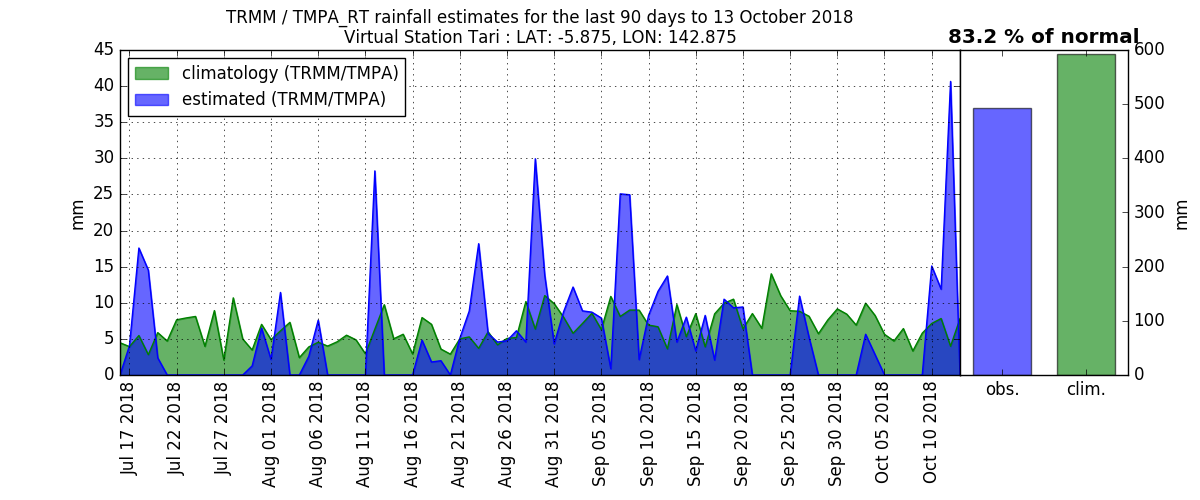 TRMM / TMPA_RT rainfall estimates for the last 90 days to 13 October 2018
Virtual Station Tari : LAT: -5.875, LON: 142.875
83.2 % of normal
climatology (TRMM/TMPA)
estimated (TRMM/TMPA)
mm
45
40
35
30
25
20
15
10
5
0
Jul 17 2018
Jul 22 2018
Jul 27 2018
Aug 01 2018
Aug 06 2018
Aug 11 2018
Aug 16 2018
Aug 21 2018
Aug 26 2018
Aug 31 2018
Sep 05 2018
Sep 10 2018
Sep 15 2018
Sep 20 2018
Sep 25 2018
Sep 30 2018
Oct 05 2018
Oct 10 2018
600
500
400
300
200
100
0
mm
obs.
clim.